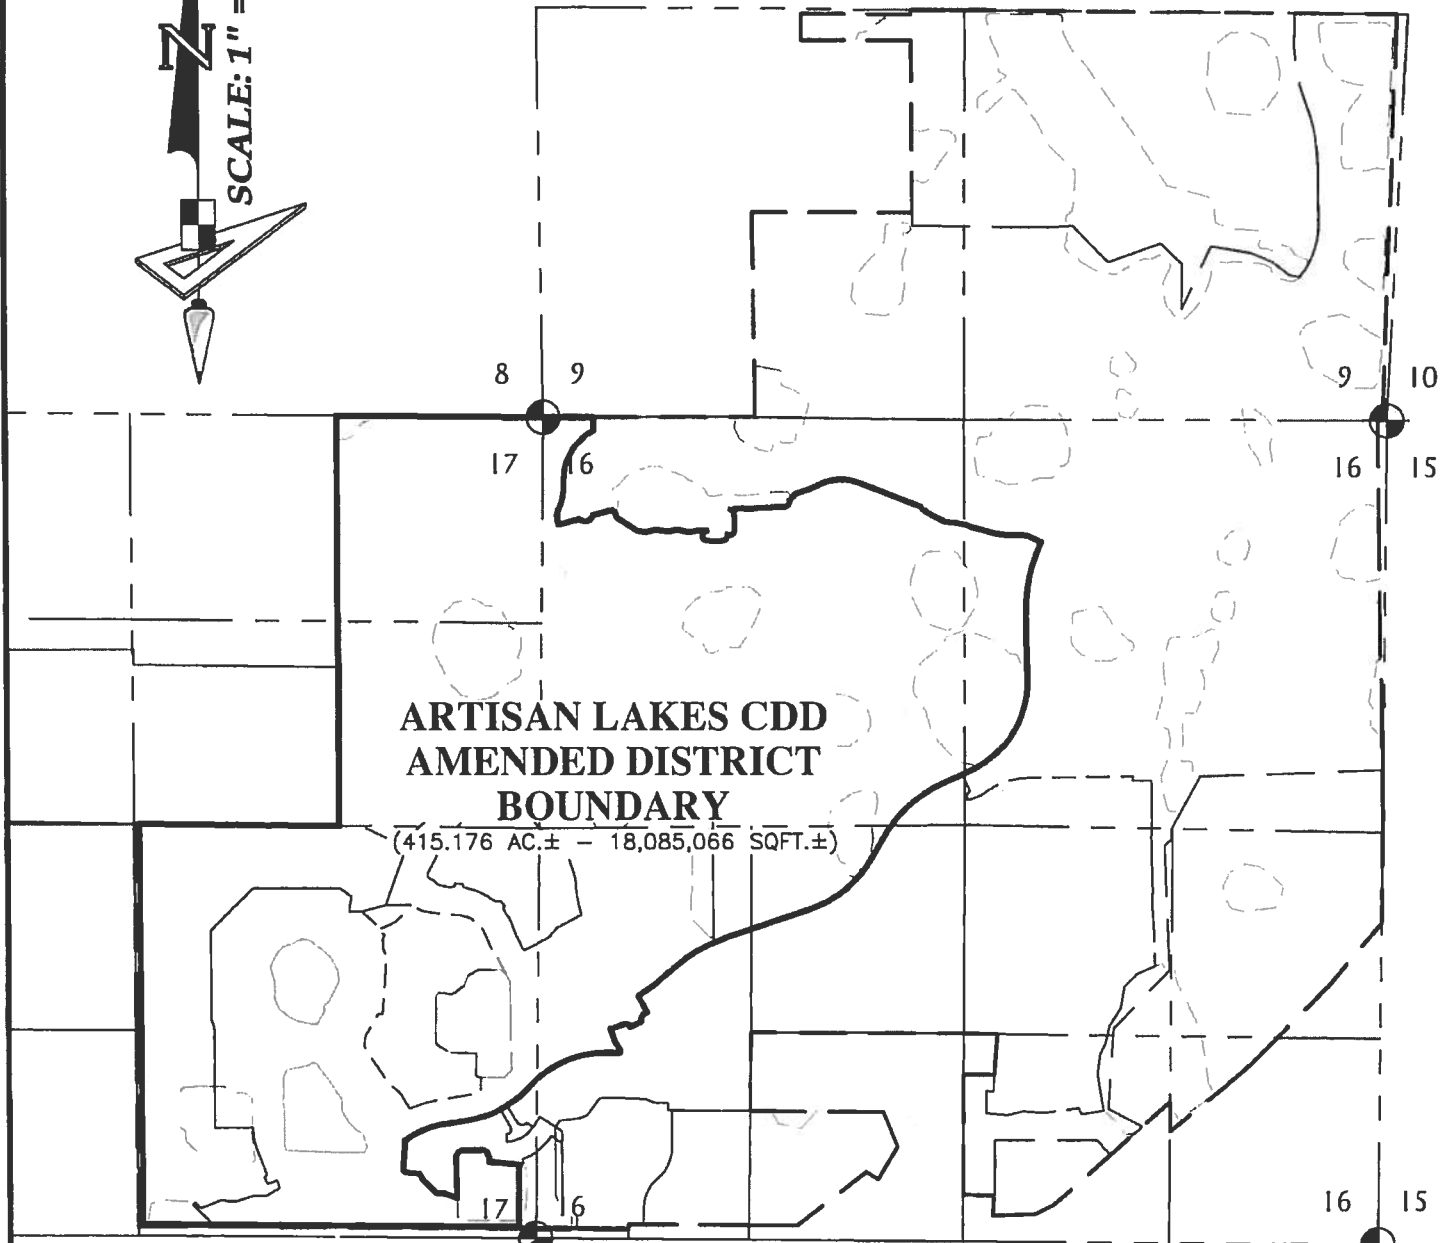 N
SCALE: 1" =
8 9
9 10
17 16
16 15
ARTISAN LAKES CDD
AMENDED DISTRICT
BOUNDARY
(415.176 AC.± – 18,085,066 SQFT.±)
17 16
16 15